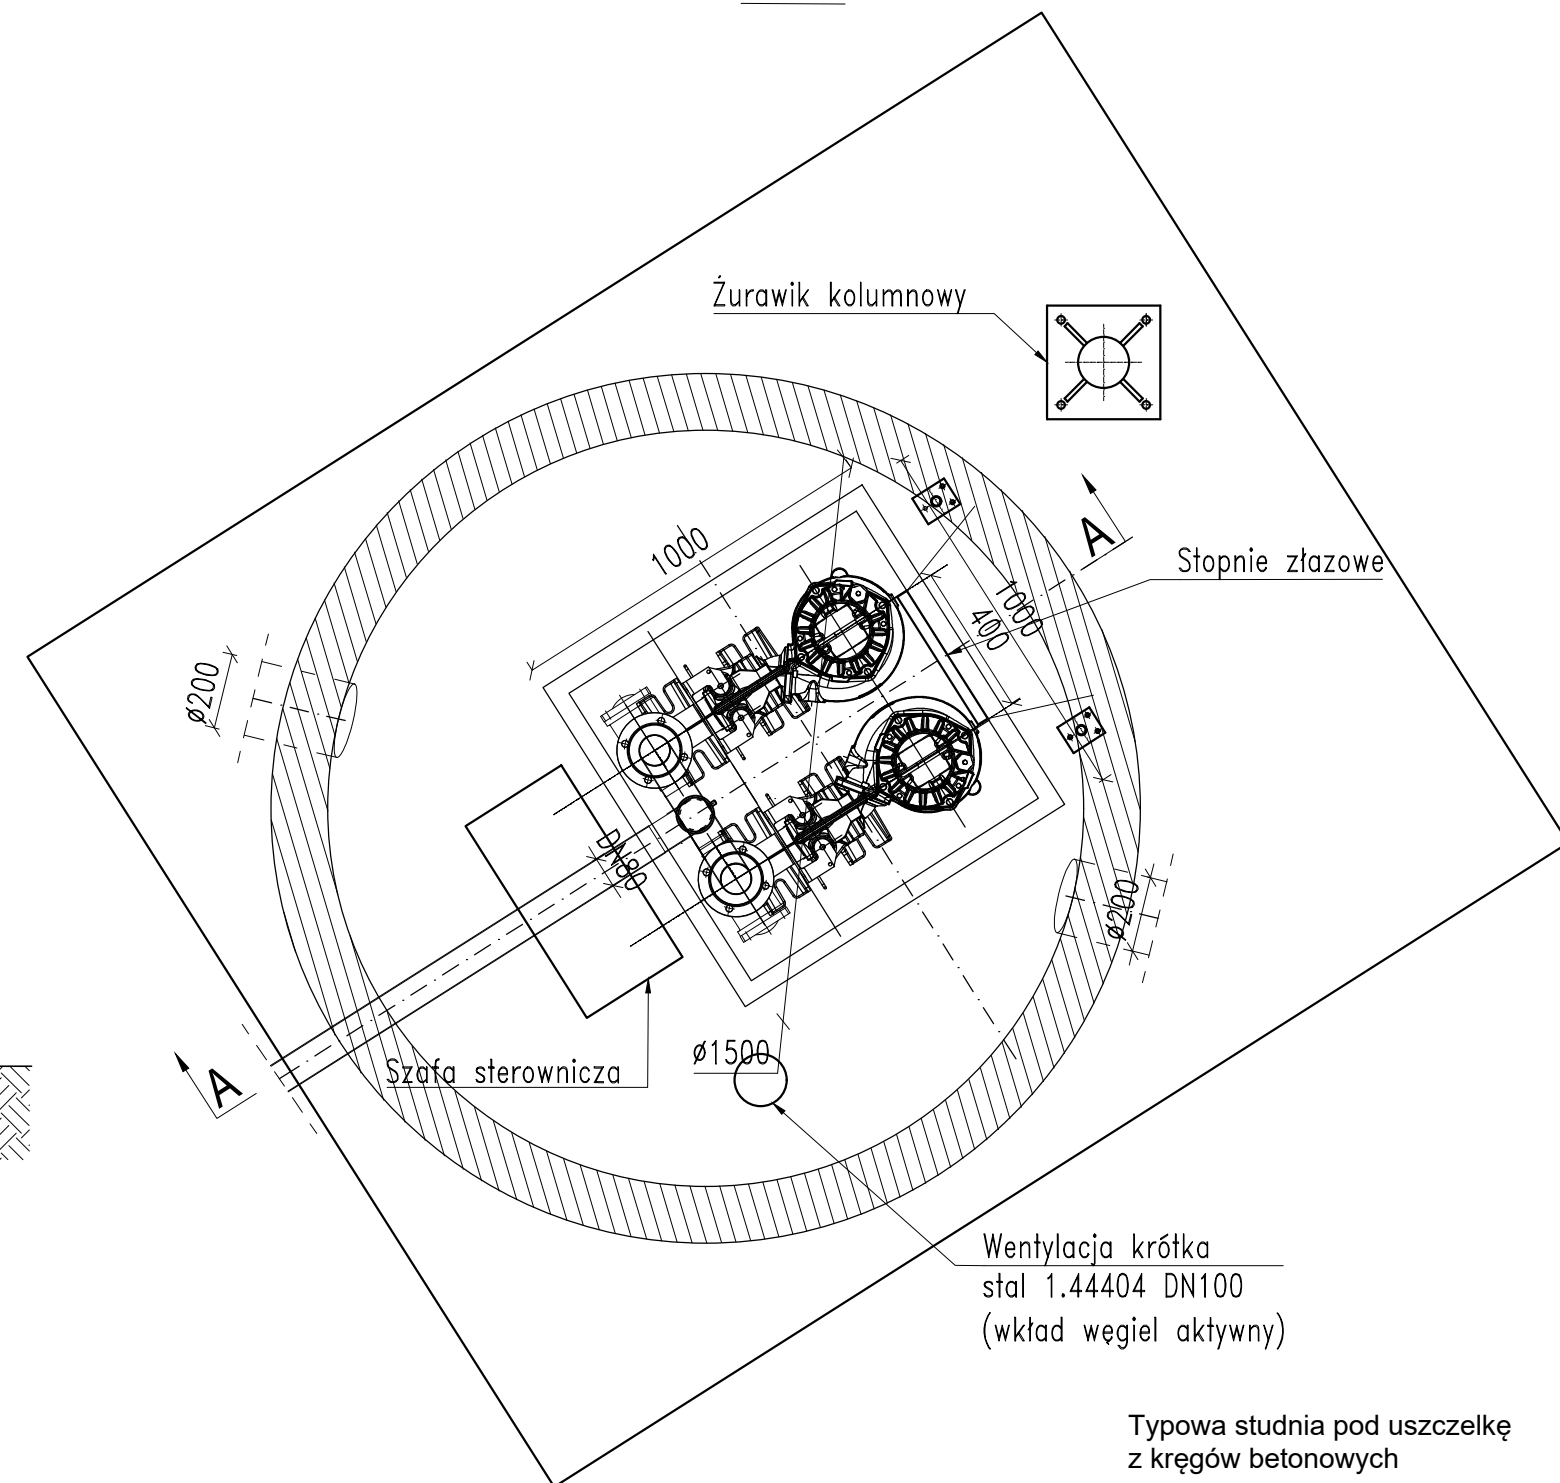 Żurawik kolumnowy
A
Stopnie złazowe
1000
1000
400
ø200
DN80
ø200
ø1500
Szafa sterownicza
A
Wentylacja krótka
stal 1.44404 DN100
(wkład węgiel aktywny)
Typowa studnia pod uszczelkę
z kręgów betonowych